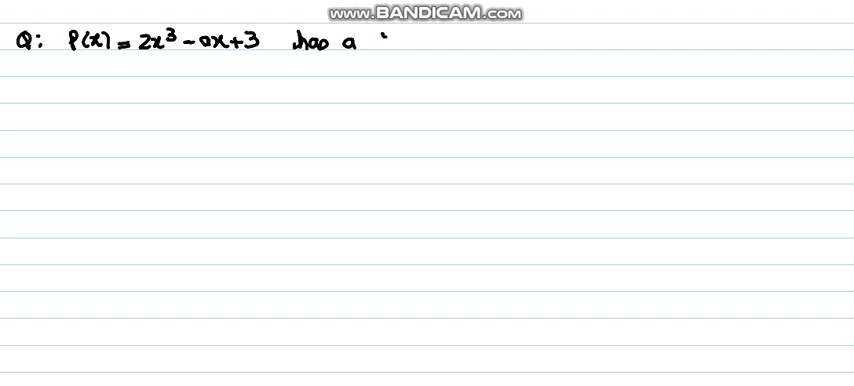 www.BANDICAM.com
Q: P(x) = 2x³ - ax + 3 has a